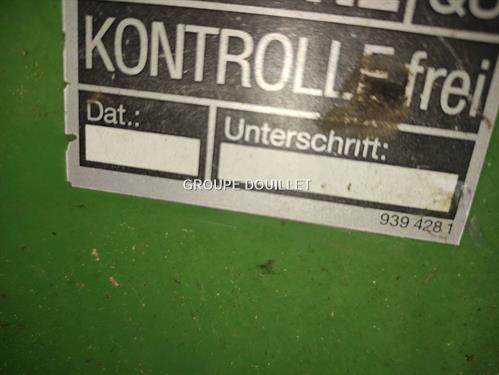 KONTROLLE frei
Dat.:
Unterschrift:
GROUPE DOUILLET
939 428 1